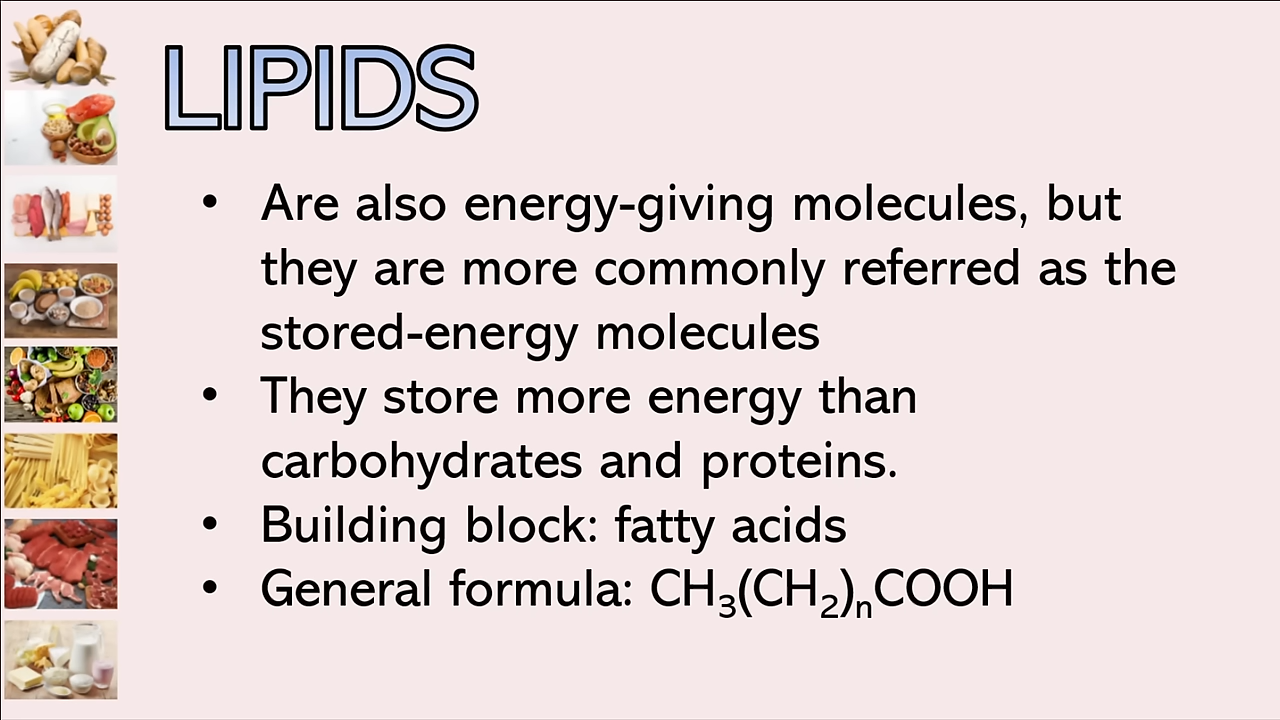 LIPIDS
• Are also energy-giving molecules, but
they are more commonly referred as the
stored-energy molecules
• They store more energy than
carbohydrates and proteins.
• Building block: fatty acids
• General formula: CH₃(CH₂)ₙCOOH